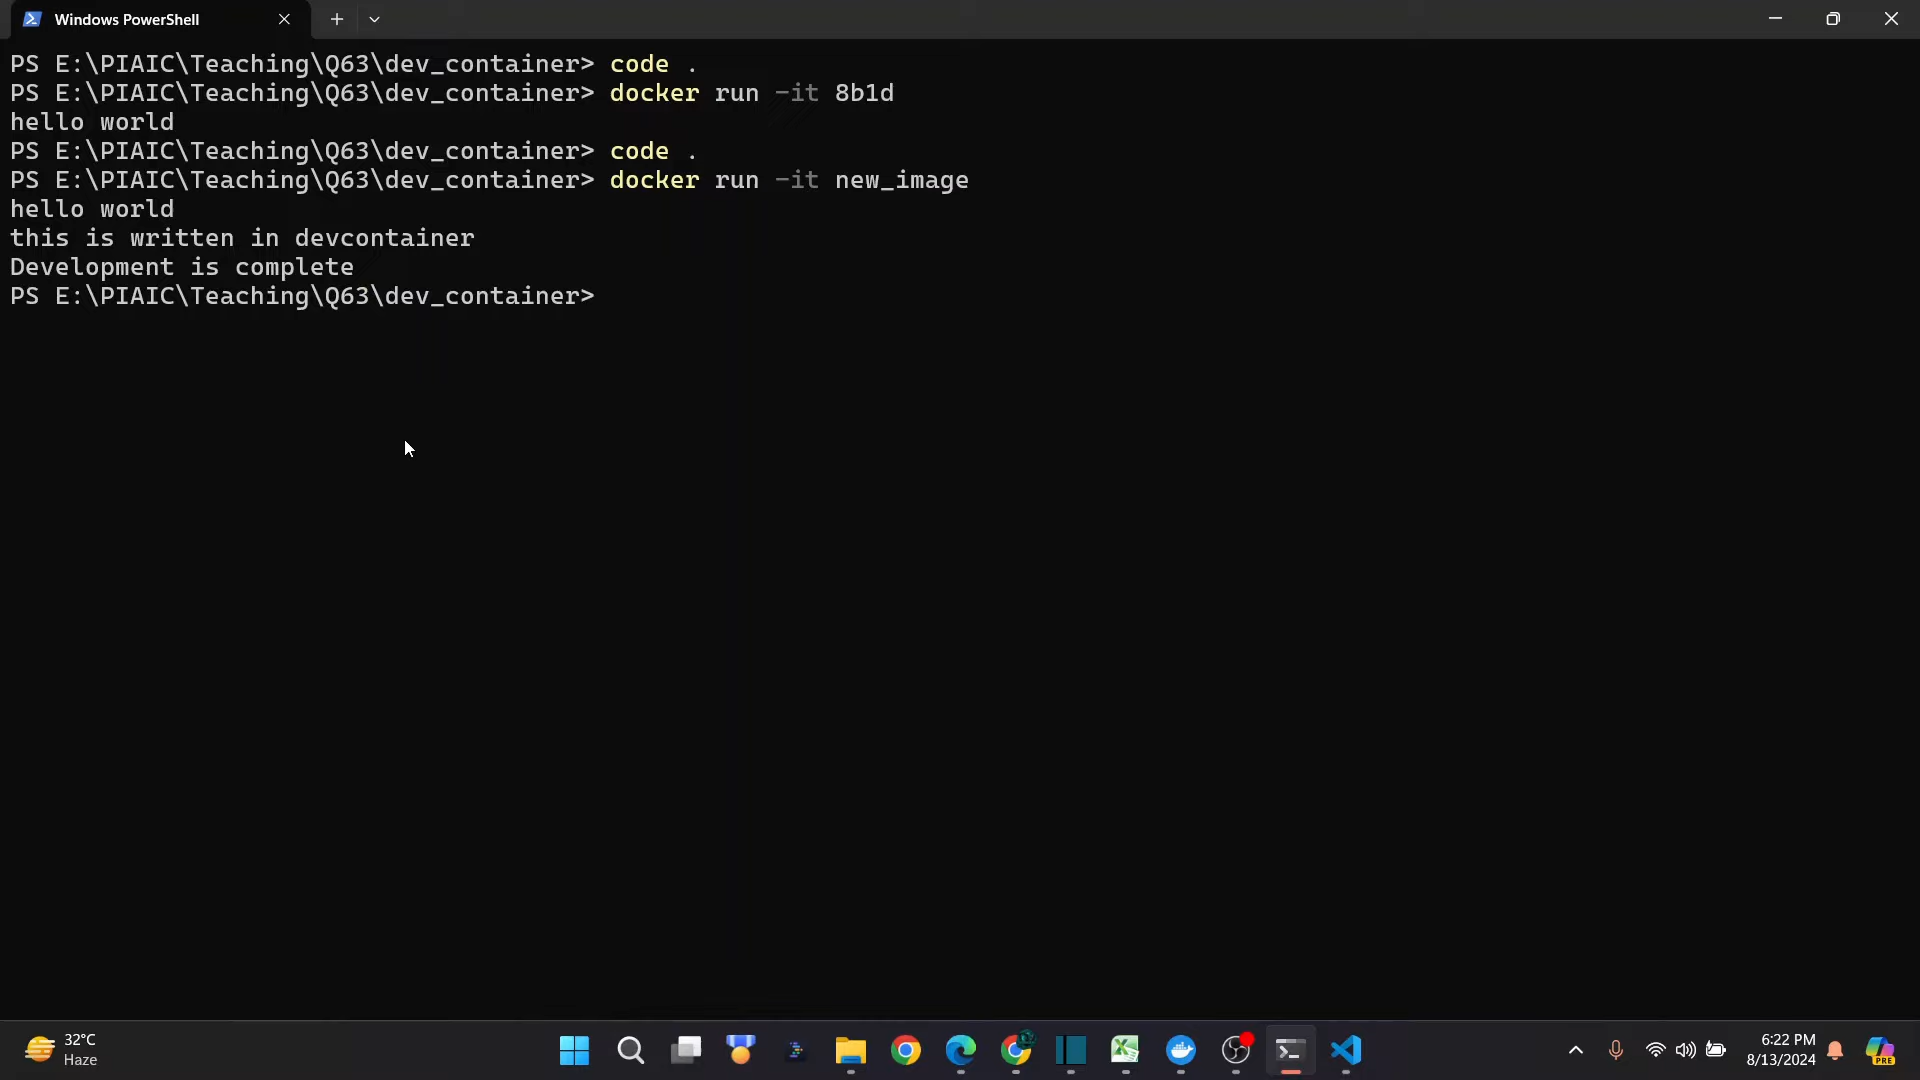 Windows PowerShell
PS E:\PIAIC\Teaching\Q63\dev_container> code .
PS E:\PIAIC\Teaching\Q63\dev_container> docker run -it 8b1d
hello world
PS E:\PIAIC\Teaching\Q63\dev_container> code .
PS E:\PIAIC\Teaching\Q63\dev_container> docker run -it new_image
hello world
this is written in devcontainer
Development is complete
PS E:\PIAIC\Teaching\Q63\dev_container>
32°C
Haze
6:22 PM
8/13/2024
PRE